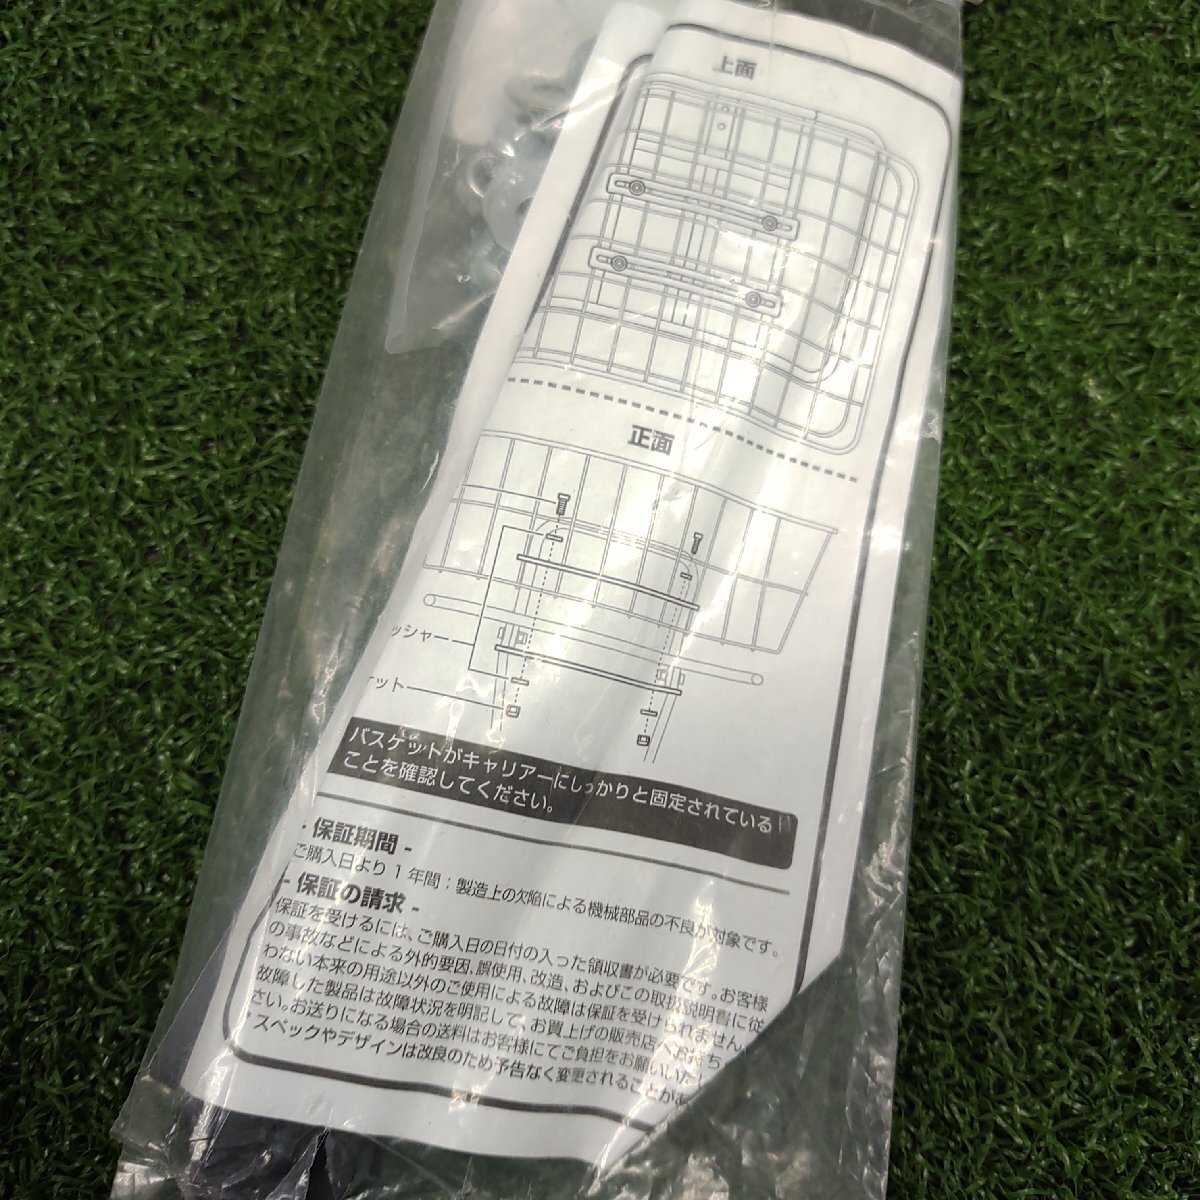 上面
正面
ッシャー
ケット
バスケットがキャリアーにしっかりと固定されている
ことを確認してください。
- 保証期間 -
ご購入日より1年間：製造上の欠陥による機械部品の不良が対象です。
- 保証の請求 -
保証を受けるには、ご購入日の日付の入った領収書が必要です。お客様
の事故などによる外的要因、誤使用、改造、およびこの取扱説明書に従
わない本来の用途以外のご使用による故障は保証を受けられません。
故障した製品は故障状況を明記して、お買上げの販売店へお持ち
さい。お送りになる場合の送料はお客様にてご負担をお願いいたし
スペックやデザインは改良のため予告なく変更されることがあ